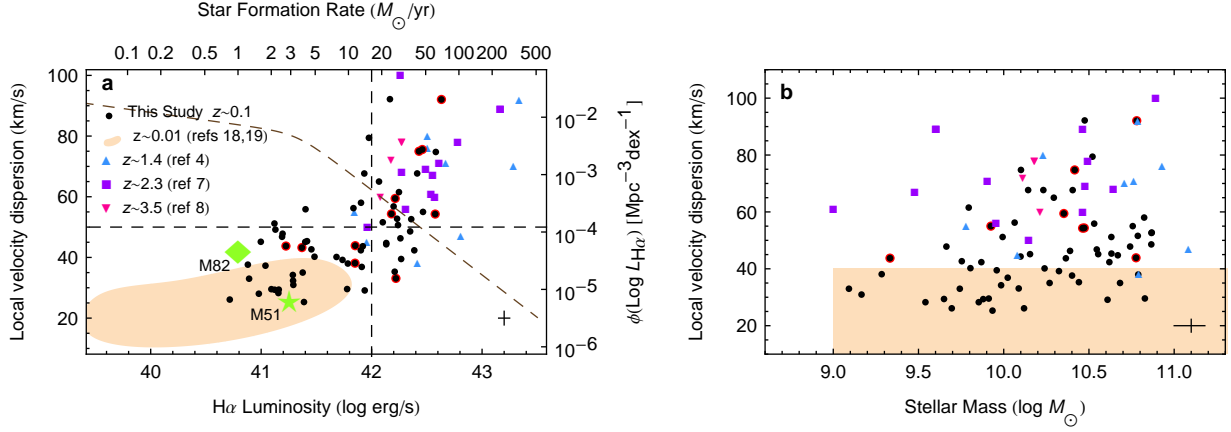 Star Formation Rate (M☉/yr)
0.1 0.5 1 2 3 5 10 20 50 100 200 500
a
Local velocity dispersion (km/s)
100
80
60
40
20
This Study z~0.1
z~0.01 (refs 18,19)
z~1.4 (ref 4)
z~2.3 (ref 7)
z~3.5 (ref 8)
M82
M51
10⁻²
10⁻³
10⁻⁴
10⁻⁵
10⁻⁶
ϕ(Log L_Hα) [Mpc⁻³dex⁻¹]
40 41 42 43
Hα Luminosity (log erg/s)
b
Local velocity dispersion (km/s)
100
80
60
40
20
9.0 9.5 10.0 10.5 11.0
Stellar Mass (log M☉)